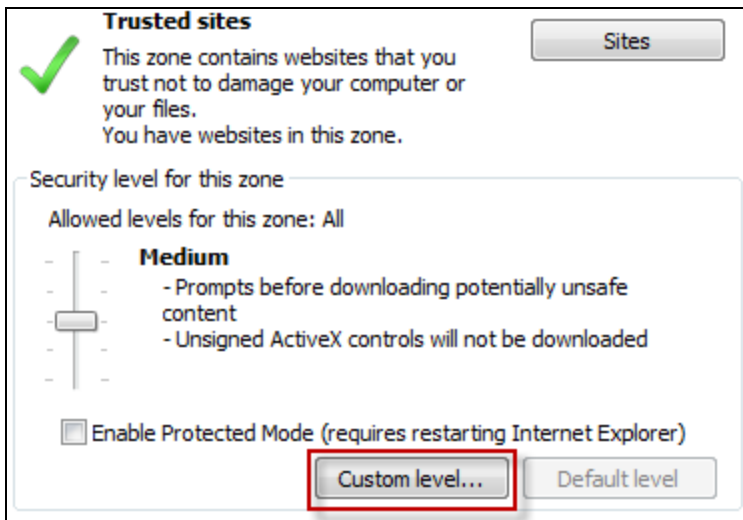 Trusted sites
Sites
This zone contains websites that you
trust not to damage your computer or
your files.
You have websites in this zone.
Security level for this zone
Allowed levels for this zone: All
Medium
- Prompts before downloading potentially unsafe
content
- Unsigned ActiveX controls will not be downloaded
Enable Protected Mode (requires restarting Internet Explorer)
Custom level...
Default level